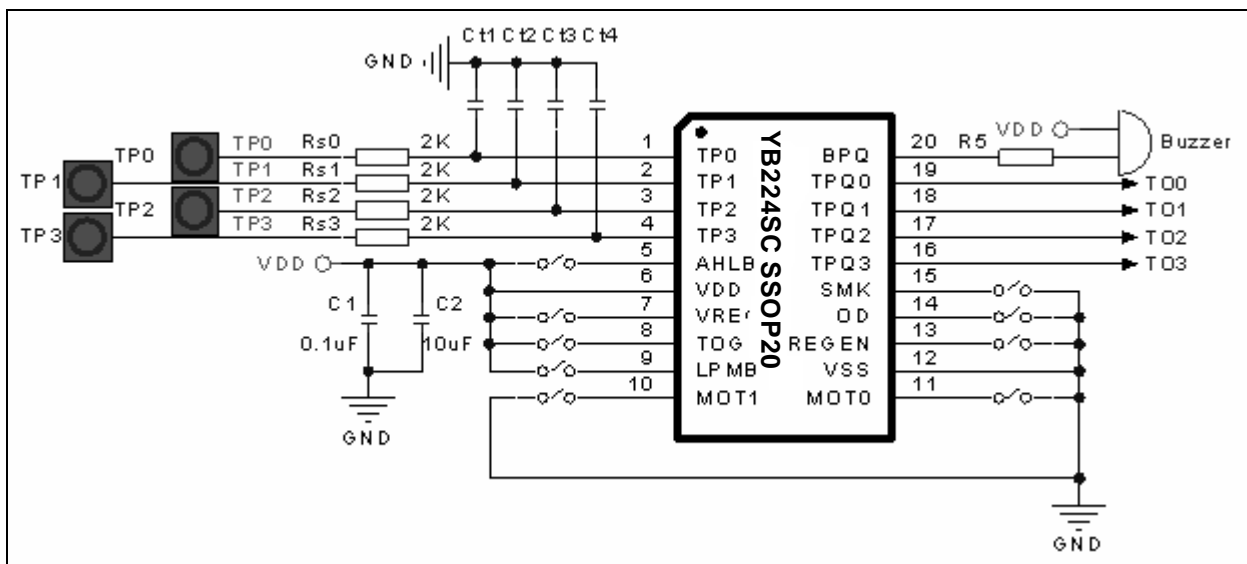 Ct1 Ct2 Ct3 Ct4
GND
TP0 TP0 Rs0 2K
TP1 TP1 Rs1 2K
TP2 TP2 Rs2 2K
TP3 TP3 Rs3 2K
VDD
C1 C2
0.1uF 10uF
GND
1 TP0
2 TP1
3 TP2
4 TP3
5 AHLB
6 VDD
7
8 TOG
9 LPMB
10 MOT1
YB224SC SSOP20
BPQ 20 R5 VDD Buzzer
TPQ0 19 TO0
TPQ1 18 TO1
TPQ2 17 TO2
TPQ3 16 TO3
SMK 15
OD 14
REGEN 13
VSS 12
MOT0 11
GND